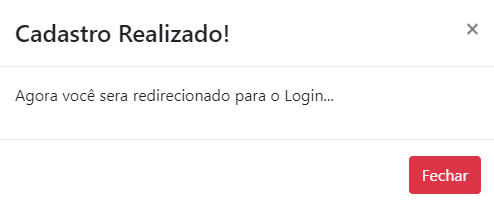 Cadastro Realizado!
×
Agora você sera redirecionado para o Login...
Fechar